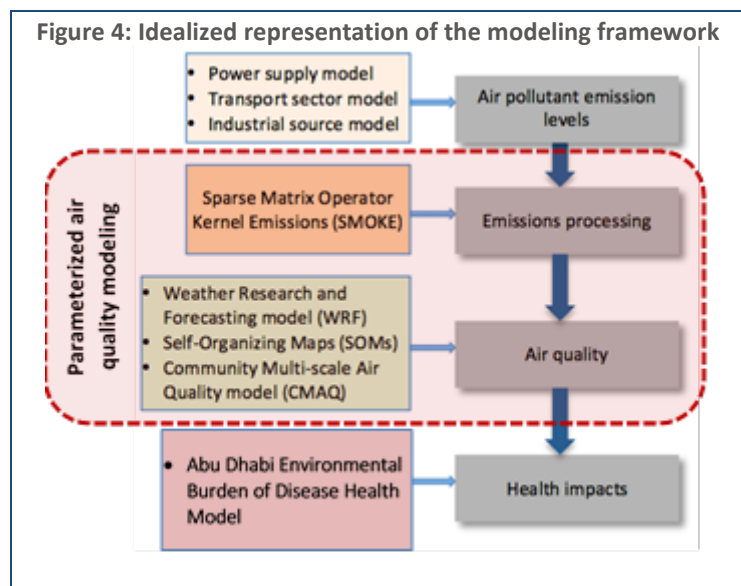 Figure 4: Idealized representation of the modeling framework
• Power supply model
• Transport sector model
• Industrial source model
Air pollutant emission
levels
Parameterized air
quality modeling
Sparse Matrix Operator
Kernel Emissions (SMOKE)
Emissions processing
• Weather Research and
Forecasting model (WRF)
• Self-Organizing Maps (SOMs)
• Community Multi-scale Air
Quality model (CMAQ)
Air quality
• Abu Dhabi Environmental
Burden of Disease Health
Model
Health impacts